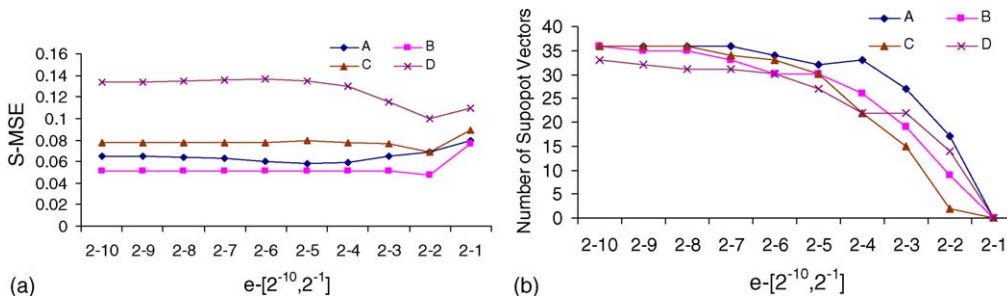 A B
C D
S-MSE
0.16
0.14
0.12
0.10
0.08
0.06
0.04
0.02
0
2-10 2-9 2-8 2-7 2-6 2-5 2-4 2-3 2-2 2-1
(a) e-[2⁻¹⁰,2⁻¹]
A B
C D
Number of Supopot Vectors
40
35
30
25
20
15
10
5
0
2-10 2-9 2-8 2-7 2-6 2-5 2-4 2-3 2-2 2-1
(b) e-[2⁻¹⁰,2⁻¹]